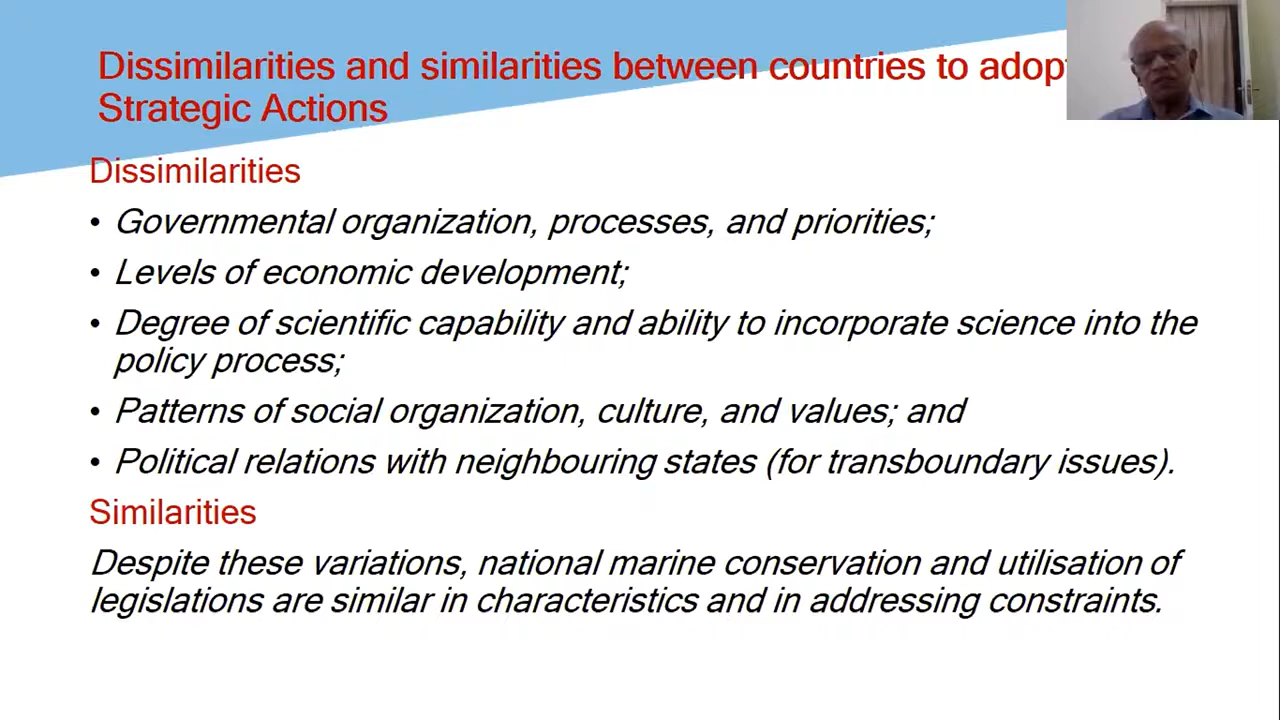 Dissimilarities and similarities between countries to adop
Strategic Actions
Dissimilarities
• Governmental organization, processes, and priorities;
• Levels of economic development;
• Degree of scientific capability and ability to incorporate science into the
policy process;
• Patterns of social organization, culture, and values; and
• Political relations with neighbouring states (for transboundary issues).
Similarities
Despite these variations, national marine conservation and utilisation of
legislations are similar in characteristics and in addressing constraints.